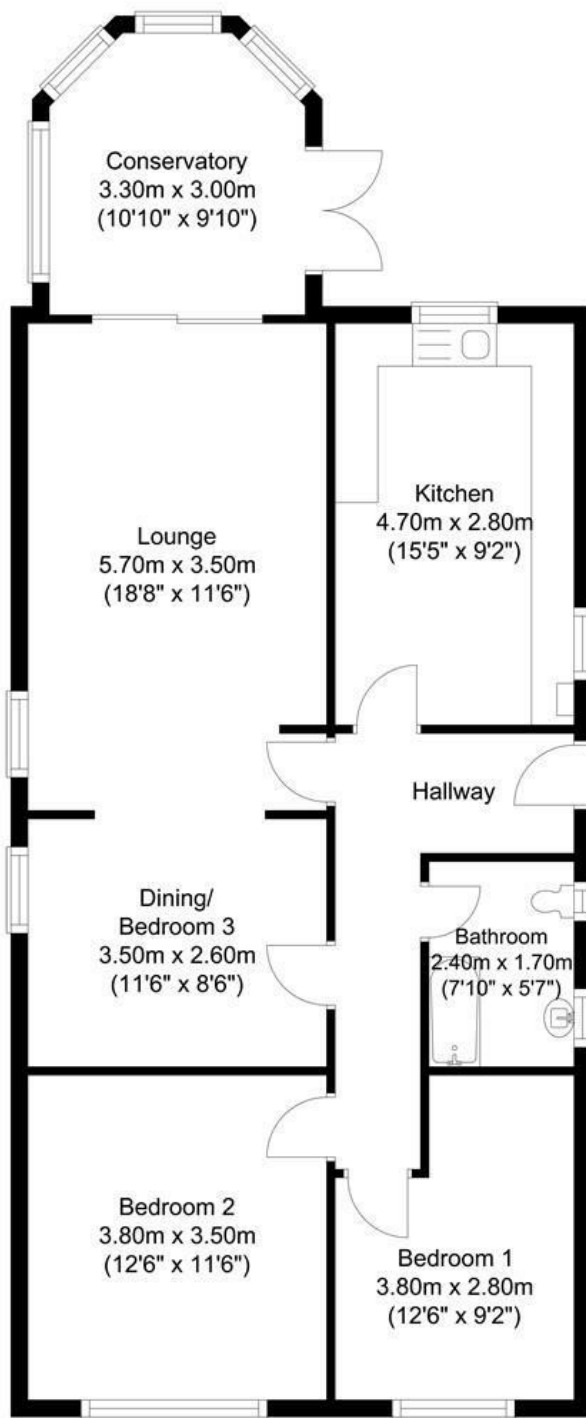 Conservatory
3.30m x 3.00m
(10'10" x 9'10")
Lounge
5.70m x 3.50m
(18'8" x 11'6")
Kitchen
4.70m x 2.80m
(15'5" x 9'2")
Hallway
Dining/
Bedroom 3
3.50m x 2.60m
(11'6" x 8'6")
Bathroom
2.40m x 1.70m
(7'10" x 5'7")
Bedroom 2
3.80m x 3.50m
(12'6" x 11'6")
Bedroom 1
3.80m x 2.80m
(12'6" x 9'2")